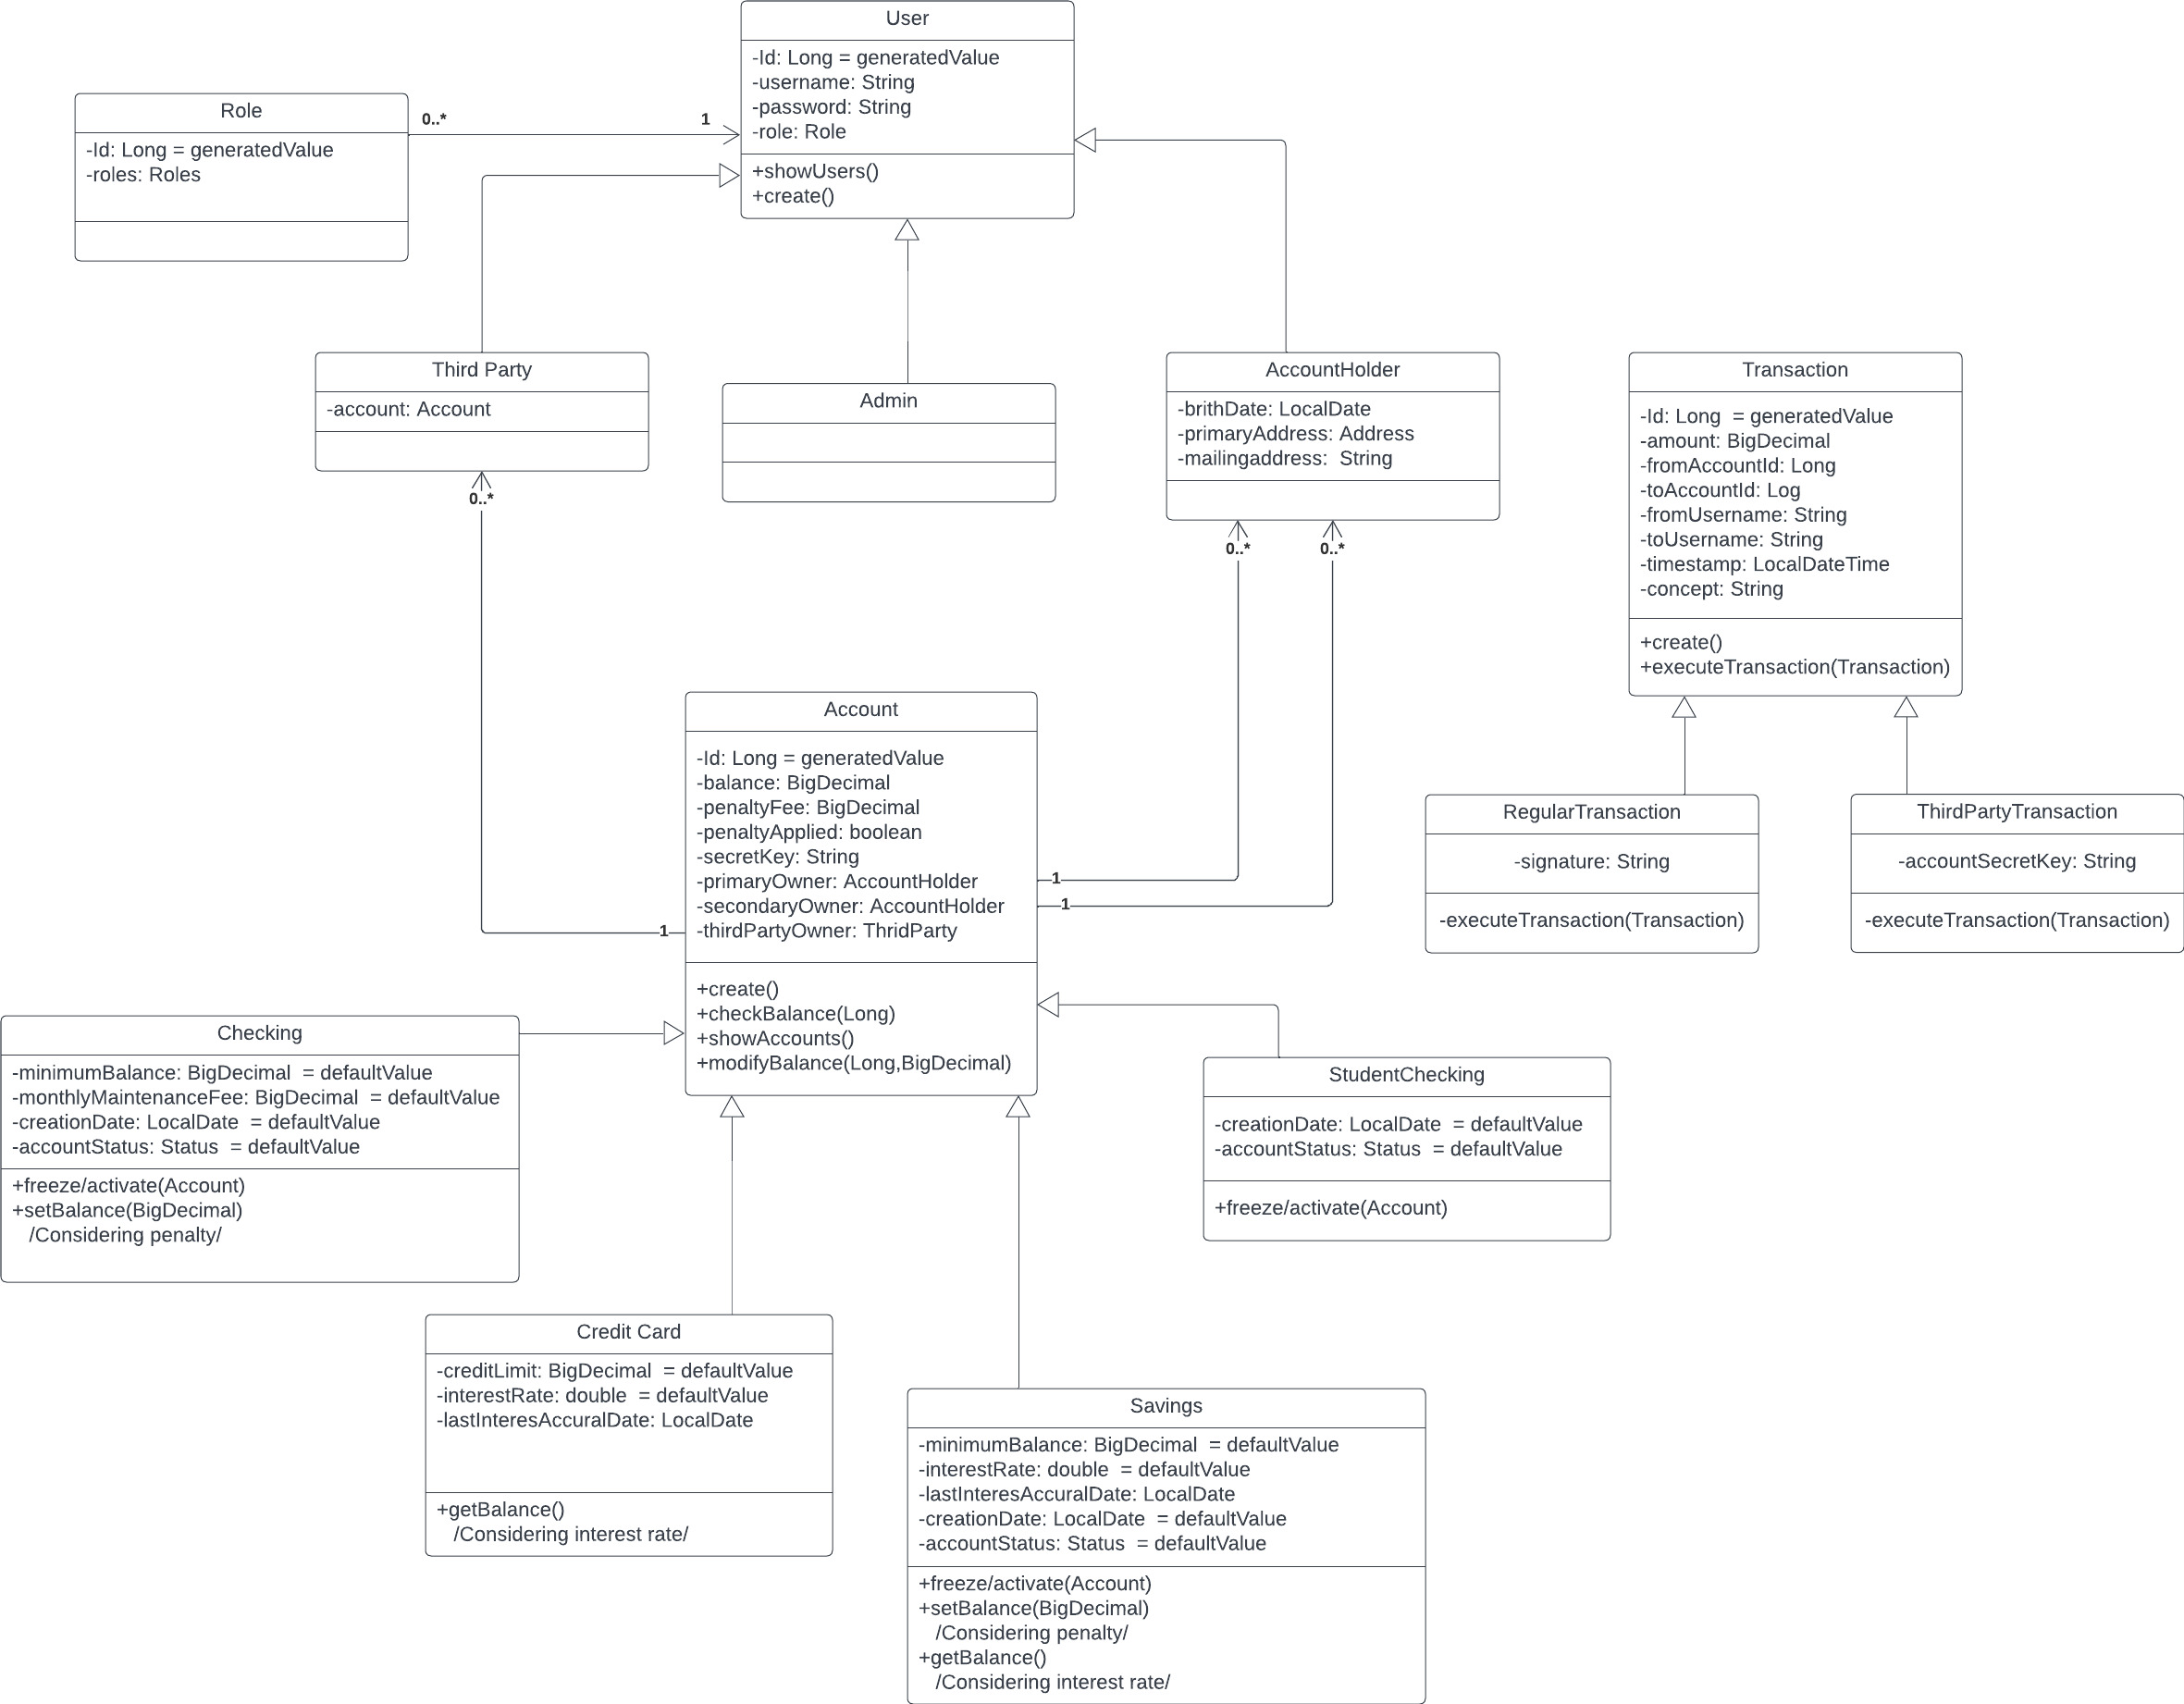 User
-Id: Long = generatedValue
-username: String
-password: String
-role: Role
+showUsers()
+create()
Role
-Id: Long = generatedValue
-roles: Roles
0..*
1
Third Party
-account: Account
0..*
Admin
AccountHolder
-brithDate: LocalDate
-primaryAddress: Address
-mailingaddress:  String
0..*
0..*
Transaction
-Id: Long  = generatedValue
-amount: BigDecimal
-fromAccountId: Long
-toAccountId: Log
-fromUsername: String
-toUsername: String
-timestamp: LocalDateTime
-concept: String
+create()
+executeTransaction(Transaction)
Account
-Id: Long = generatedValue
-balance: BigDecimal
-penaltyFee: BigDecimal
-penaltyApplied: boolean
-secretKey: String
-primaryOwner: AccountHolder
-secondaryOwner: AccountHolder
-thirdPartyOwner: ThridParty
+create()
+checkBalance(Long)
+showAccounts()
+modifyBalance(Long,BigDecimal)
1
1
1
RegularTransaction
-signature: String
-executeTransaction(Transaction)
ThirdPartyTransaction
-accountSecretKey: String
-executeTransaction(Transaction)
Checking
-minimumBalance: BigDecimal  = defaultValue
-monthlyMaintenanceFee: BigDecimal  = defaultValue
-creationDate: LocalDate  = defaultValue
-accountStatus: Status  = defaultValue
+freeze/activate(Account)
+setBalance(BigDecimal)
/Considering penalty/
StudentChecking
-creationDate: LocalDate  = defaultValue
-accountStatus: Status  = defaultValue
+freeze/activate(Account)
Credit Card
-creditLimit: BigDecimal  = defaultValue
-interestRate: double  = defaultValue
-lastInteresAccuralDate: LocalDate
+getBalance()
/Considering interest rate/
Savings
-minimumBalance: BigDecimal  = defaultValue
-interestRate: double  = defaultValue
-lastInteresAccuralDate: LocalDate
-creationDate: LocalDate  = defaultValue
-accountStatus: Status  = defaultValue
+freeze/activate(Account)
+setBalance(BigDecimal)
/Considering penalty/
+getBalance()
/Considering interest rate/